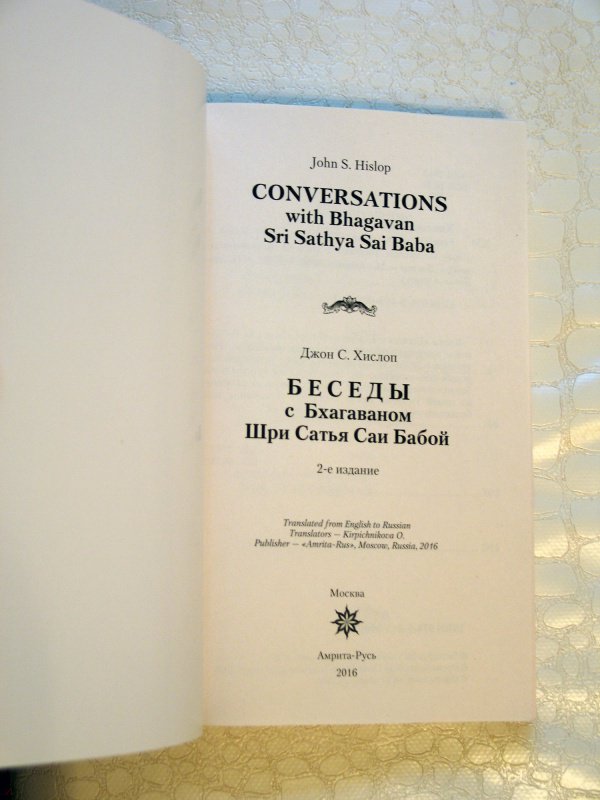 John S. Hislop
CONVERSATIONS
with Bhagavan
Sri Sathya Sai Baba
Джон С. Хислоп
БЕСЕДЫ
с Бхагаваном
Шри Сатья Саи Бабой
2-е издание
Translated from English to Russian
Translators — Kirpichnikova O.
Publisher — «Amrita-Rus», Moscow, Russia, 2016
Москва
Амрита-Русь
2016